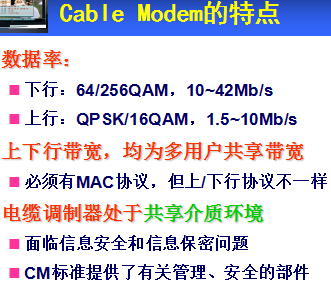 Cable Modem的特点
数据率：
下行：64/256QAM，10~42Mb/s
上行：QPSK/16QAM，1.5~10Mb/s
上下行带宽，均为多用户共享带宽
必须有MAC协议，但上/下行协议不一样
电缆调制器处于共享介质环境
面临信息安全和信息保密问题
CM标准提供了有关管理、安全的部件